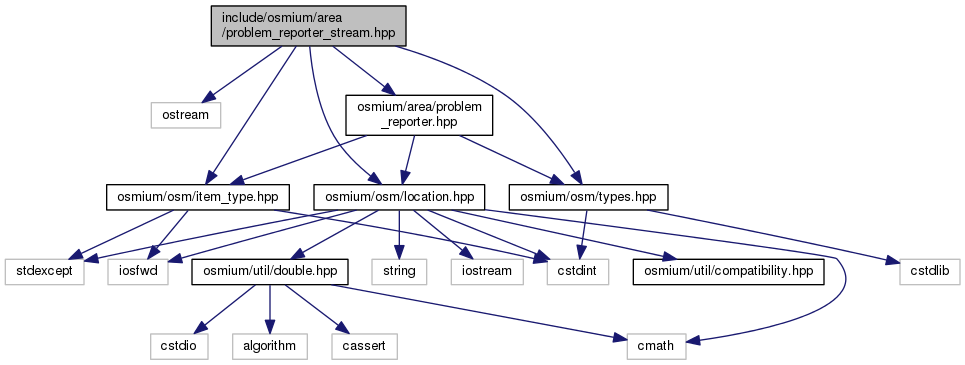 include/osmium/area
/problem_reporter_stream.hpp
ostream
osmium/area/problem
_reporter.hpp
osmium/osm/item_type.hpp
osmium/osm/location.hpp
osmium/osm/types.hpp
stdexcept
iosfwd
osmium/util/double.hpp
string
iostream
cstdint
osmium/util/compatibility.hpp
cstdlib
cstdio
algorithm
cassert
cmath